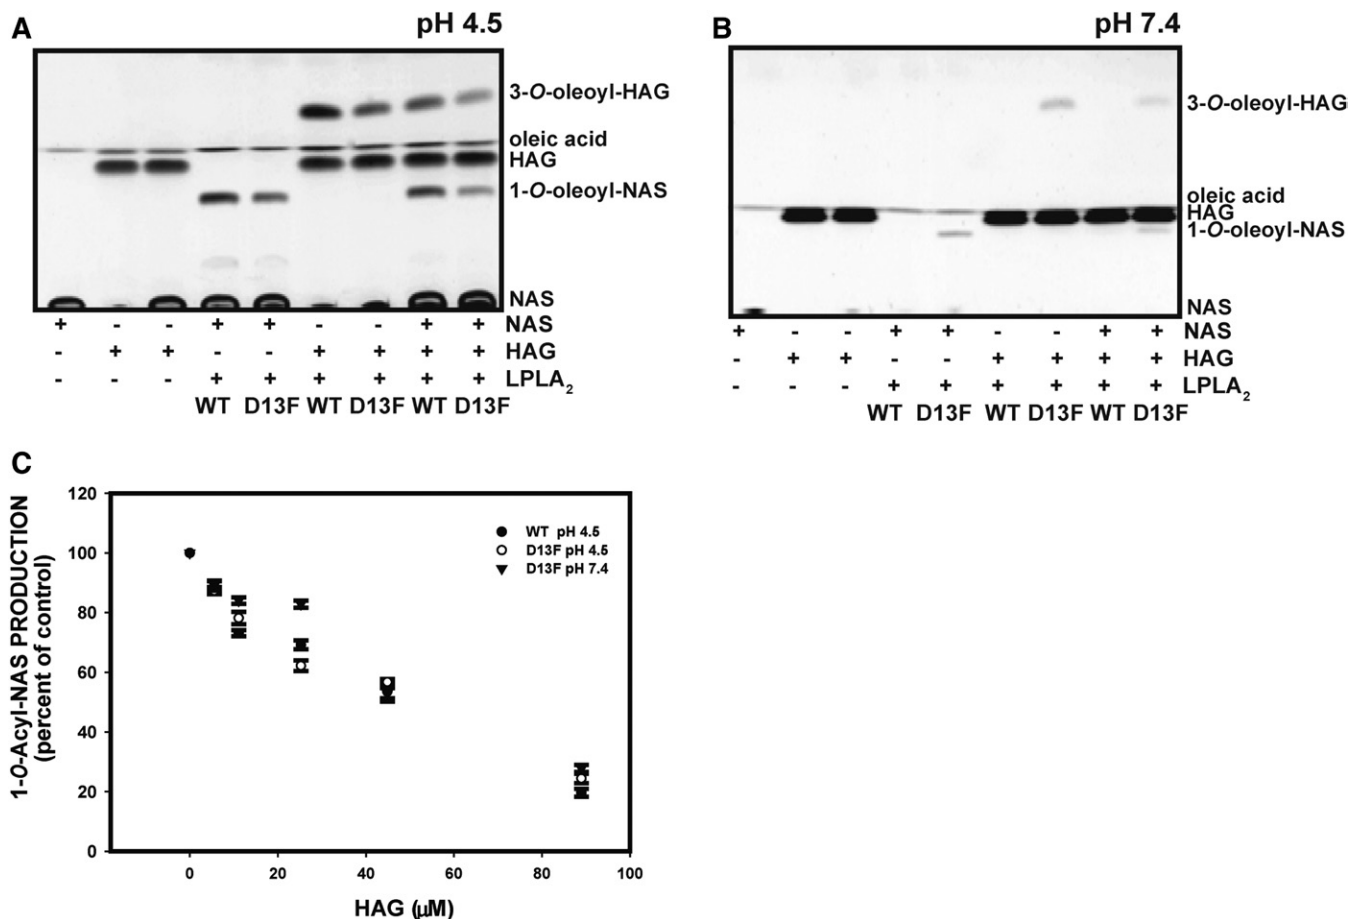 A
pH 4.5
3-O-oleoyl-HAG
oleic acid
HAG
1-O-oleoyl-NAS
NAS
+ - - + + - - + + NAS
- + + - - + + + + HAG
- - - + + + + + + LPLA2
WT D13F WT D13F WT D13F
B
pH 7.4
3-O-oleoyl-HAG
oleic acid
HAG
1-O-oleoyl-NAS
NAS
+ - - + + - - + + NAS
- + + - - + + + + HAG
- - - + + + + + + LPLA2
WT D13F WT D13F WT D13F
C
1-O-Acyl-NAS PRODUCTION
(percent of control)
120
100
80
60
40
20
0
WT pH 4.5
D13F pH 4.5
D13F pH 7.4
0 20 40 60 80 100
HAG (µM)